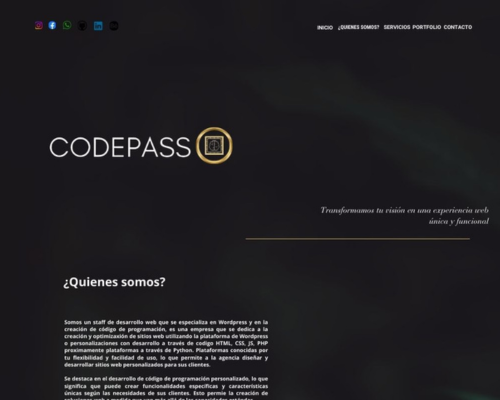 INICIO ¿QUIENES SOMOS? SERVICIOS PORTFOLIO CONTACTO
CODEPASS
Transformamos tu visión en una experiencia web
única y funcional
¿Quienes somos?
Somos un staff de desarrollo web que se especializa en Wordpress y en la
creación de código de programación, es una empresa que se dedica a la
creación y optimización de sitios web utilizando la plataforma de Wordpress
o personalizaciones con desarrollo a través de codigo HTML, CSS, JS, PHP
proximamente plataformas a través de Python. Plataformas conocidas por
tu flexibilidad y facilidad de uso, lo que permite a la agencia diseñar y
desarrollar sitios web personalizados para sus clientes.
Se destaca en el desarrollo de código de programación personalizado, lo que
significa que puede crear funcionalidades específicas y características
únicas según las necesidades de sus clientes. Esto permite la creación de